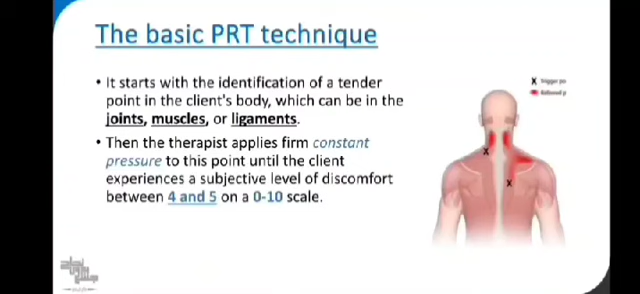 The basic PRT technique
• It starts with the identification of a tender
point in the client's body, which can be in the
joints, muscles, or ligaments.
• Then the therapist applies firm constant
pressure to this point until the client
experiences a subjective level of discomfort
between 4 and 5 on a 0-10 scale.
X
X
X